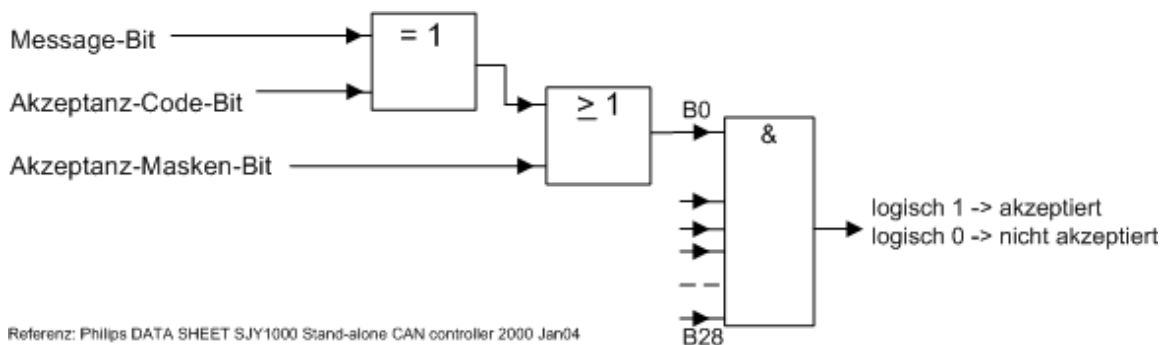 Message-Bit
= 1
Akzeptanz-Code-Bit
≥ 1
B0
&
Akzeptanz-Masken-Bit
logisch 1 -> akzeptiert
logisch 0 -> nicht akzeptiert
B28
Referenz: Philips DATA SHEET SJY1000 Stand-alone CAN controller 2000 Jan04